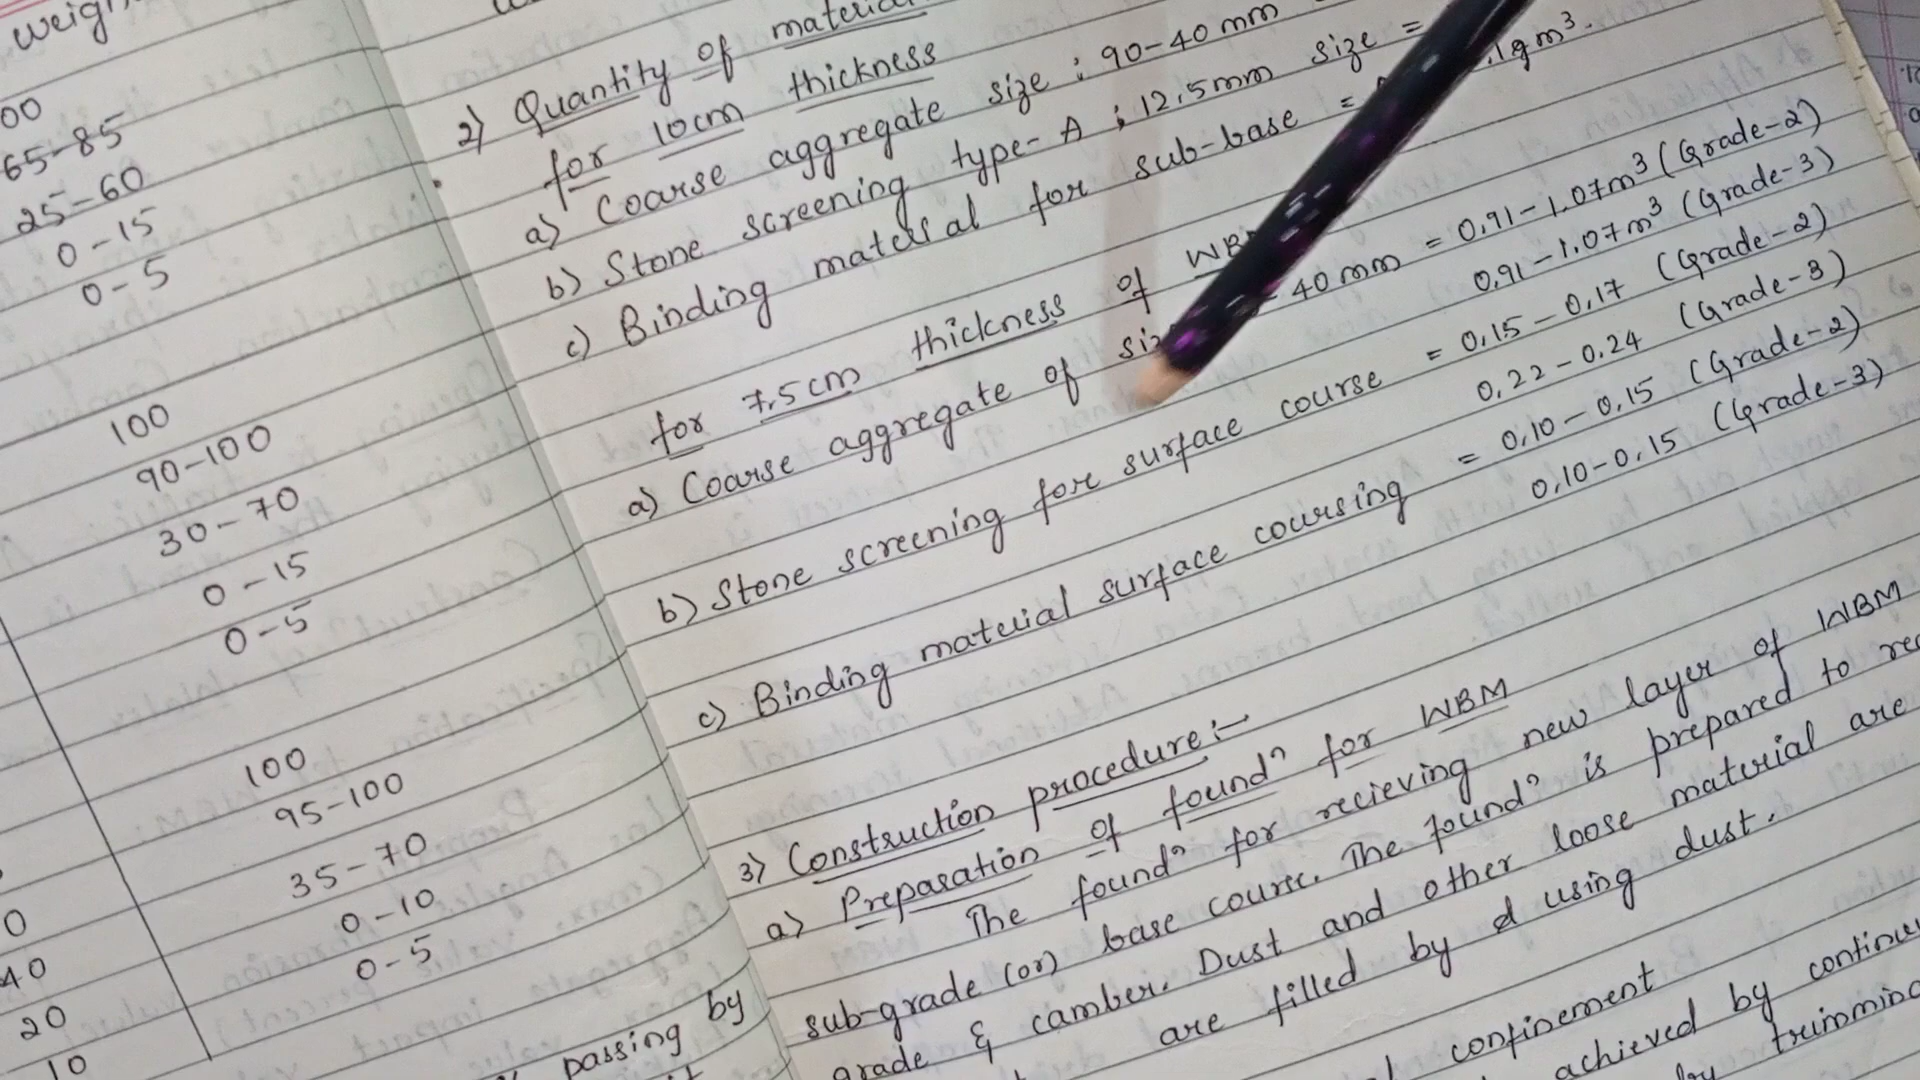 weigh
00
65-85
25-60
0-15
0-5
100
90-100
30-70
0-15
0-5
100
95-100
35-70
0-10
0-5
0
40
20
10
passing by
2) Quantity of material
for 10cm thickness
a) Coarse aggregate size : 90-40 mm
b) Stone screening type-A ; 12.5mm size =
c) Binding material for sub-base = m³.
for 7.5cm thickness of WB
a) Coarse aggregate of 40mm = 0.91-1.07m³ (Grade-2)
0.91-1.07m³ (Grade-3)
b) Stone screening for surface course = 0.15-0.17 (Grade-2)
0.22-0.24 (Grade-3)
c) Binding material surface coursing = 0.10-0.15 (Grade-2)
0.10-0.15 (Grade-3)
3) Construction procedure:-
a) Preparation of foundⁿ for WBM
The foundⁿ for recieving new layer of WBM
sub-grade (or) base course. The foundⁿ is prepared to re
grade & camber. Dust and other loose material are
are filled by d using dust.
confinement
achieved by continu
trimming